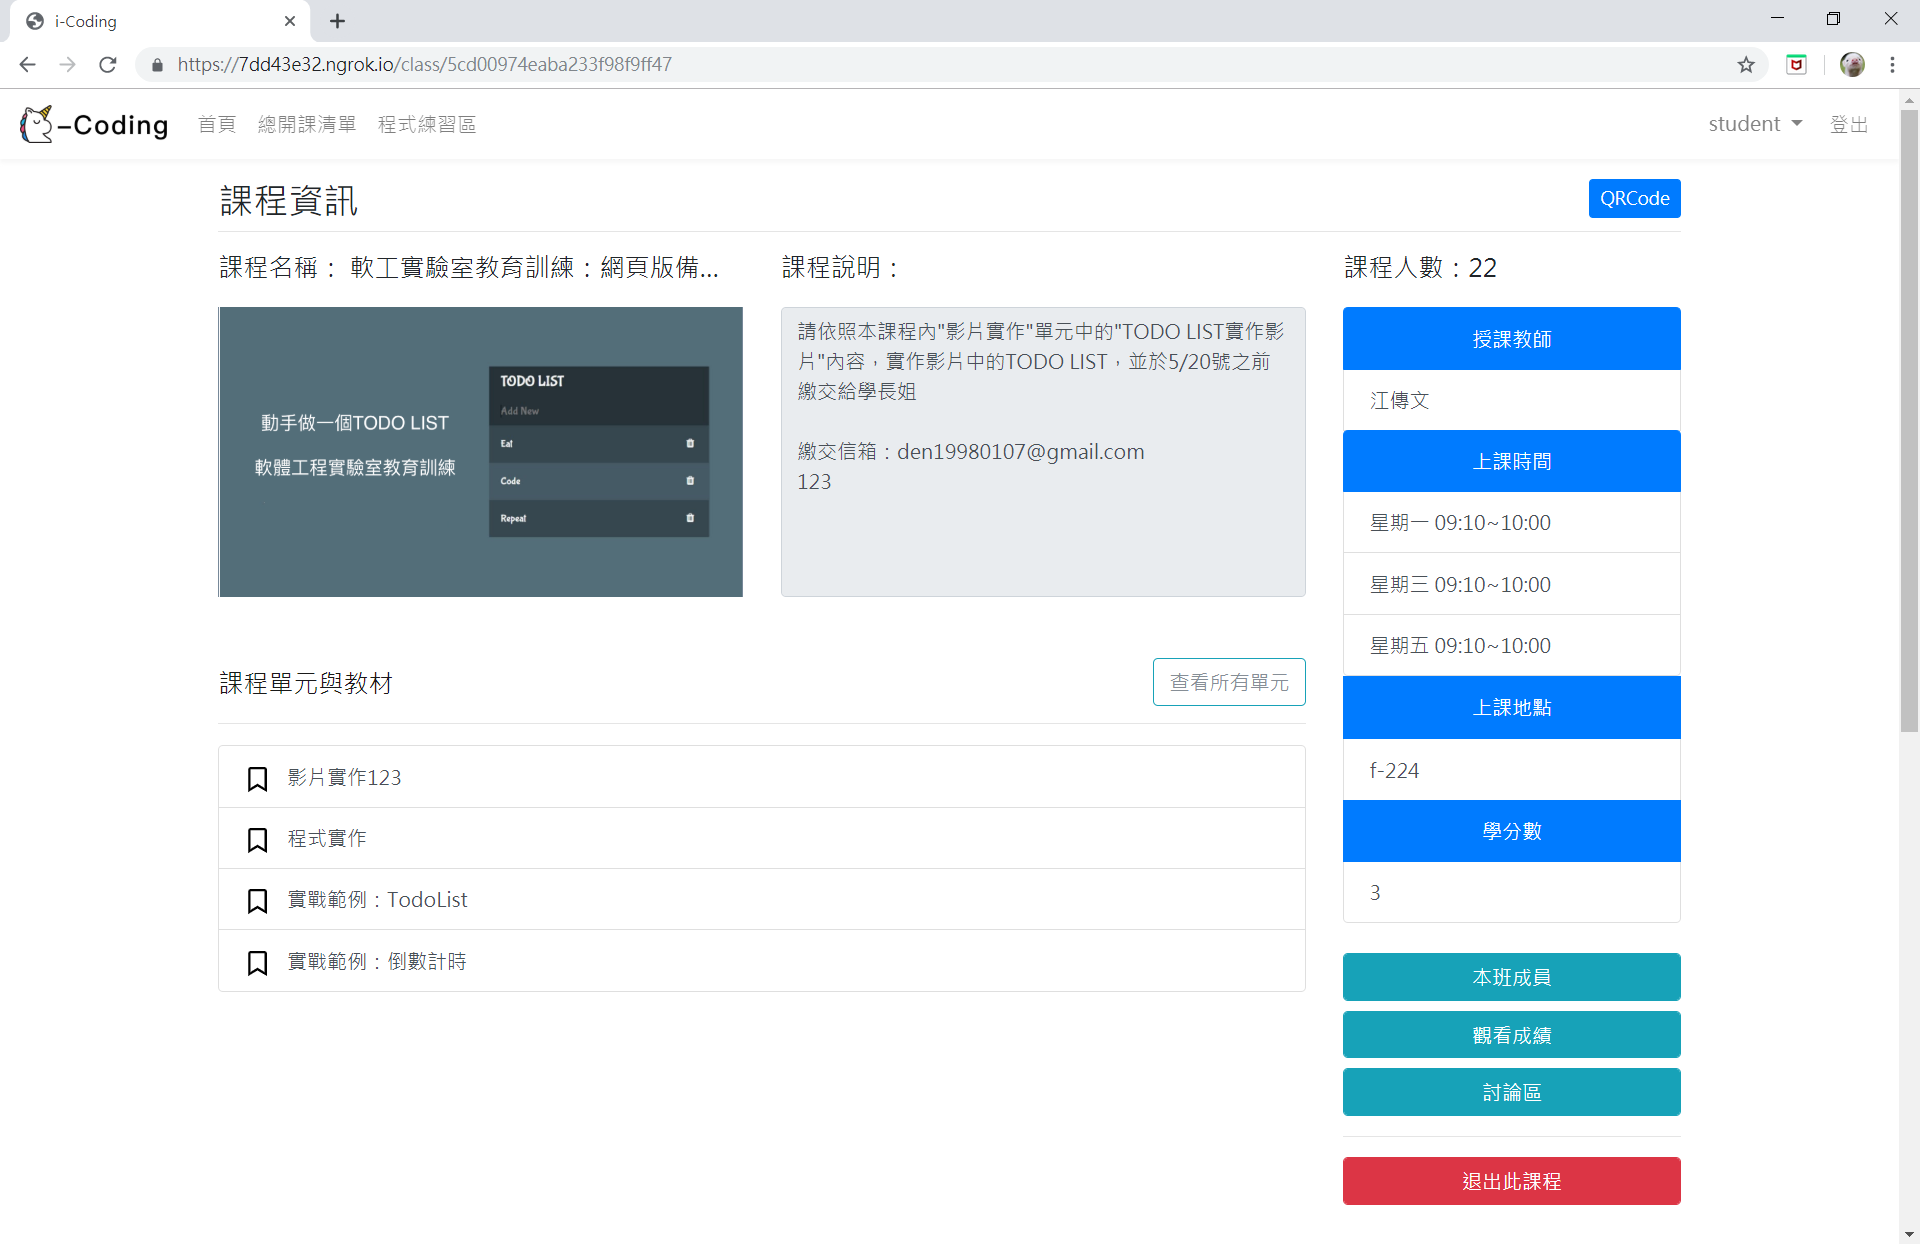 i-Coding
https://7dd43e32.ngrok.io/class/5cd00974eaba233f98f9ff47
-Coding 首頁 總開課清單 程式練習區 student 登出
課程資訊
QRCode
課程名稱： 軟工實驗室教育訓練：網頁版備...
動手做一個TODO LIST
軟體工程實驗室教育訓練
TODO LIST
Add New
Eat
Code
Repeat
課程說明：
請依照本課程內"影片實作"單元中的"TODO LIST實作影
片"內容，實作影片中的TODO LIST，並於5/20號之前
繳交給學長姐
繳交信箱：den19980107@gmail.com
123
課程單元與教材
查看所有單元
影片實作123
程式實作
實戰範例：TodoList
實戰範例：倒數計時
課程人數：22
授課教師
江傳文
上課時間
星期一 09:10~10:00
星期三 09:10~10:00
星期五 09:10~10:00
上課地點
f-224
學分數
3
本班成員
觀看成績
討論區
退出此課程